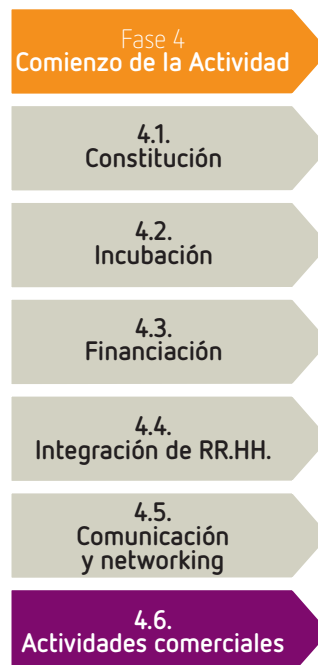 Fase 4
Comienzo de la Actividad
4.1.
Constitución
4.2.
Incubación
4.3.
Financiación
4.4.
Integración de RR.HH.
4.5.
Comunicación
y networking
4.6.
Actividades comerciales